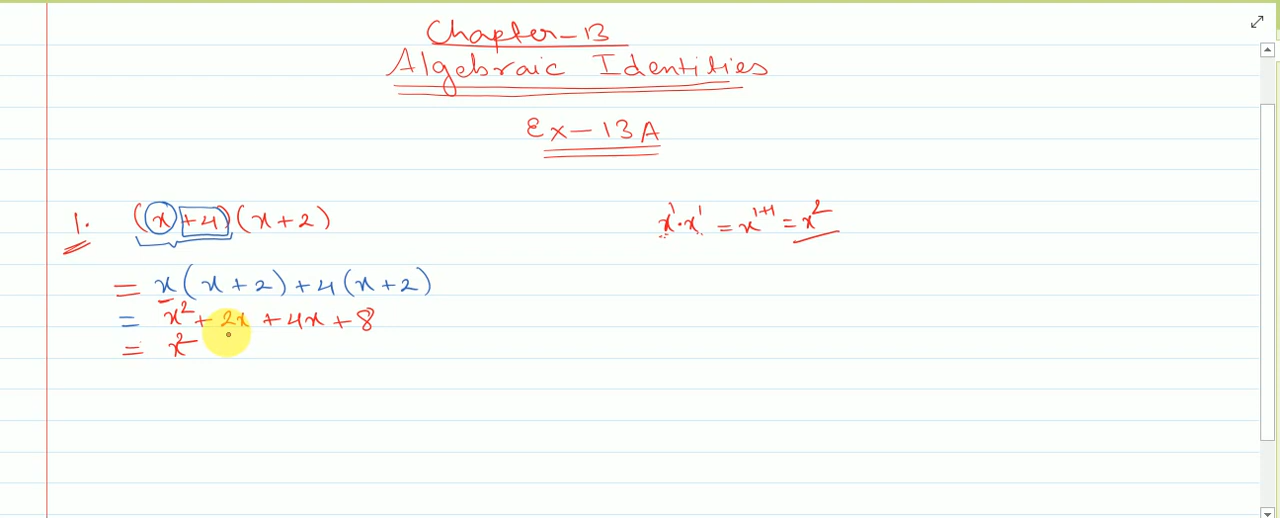 Chapter-13
Algebraic Identities
Ex-13A
1. (x+4)(x+2)
x¹·x¹ = x¹⁺¹ = x²
= x(x+2)+4(x+2)
= x²+2x+4x+8
= x²